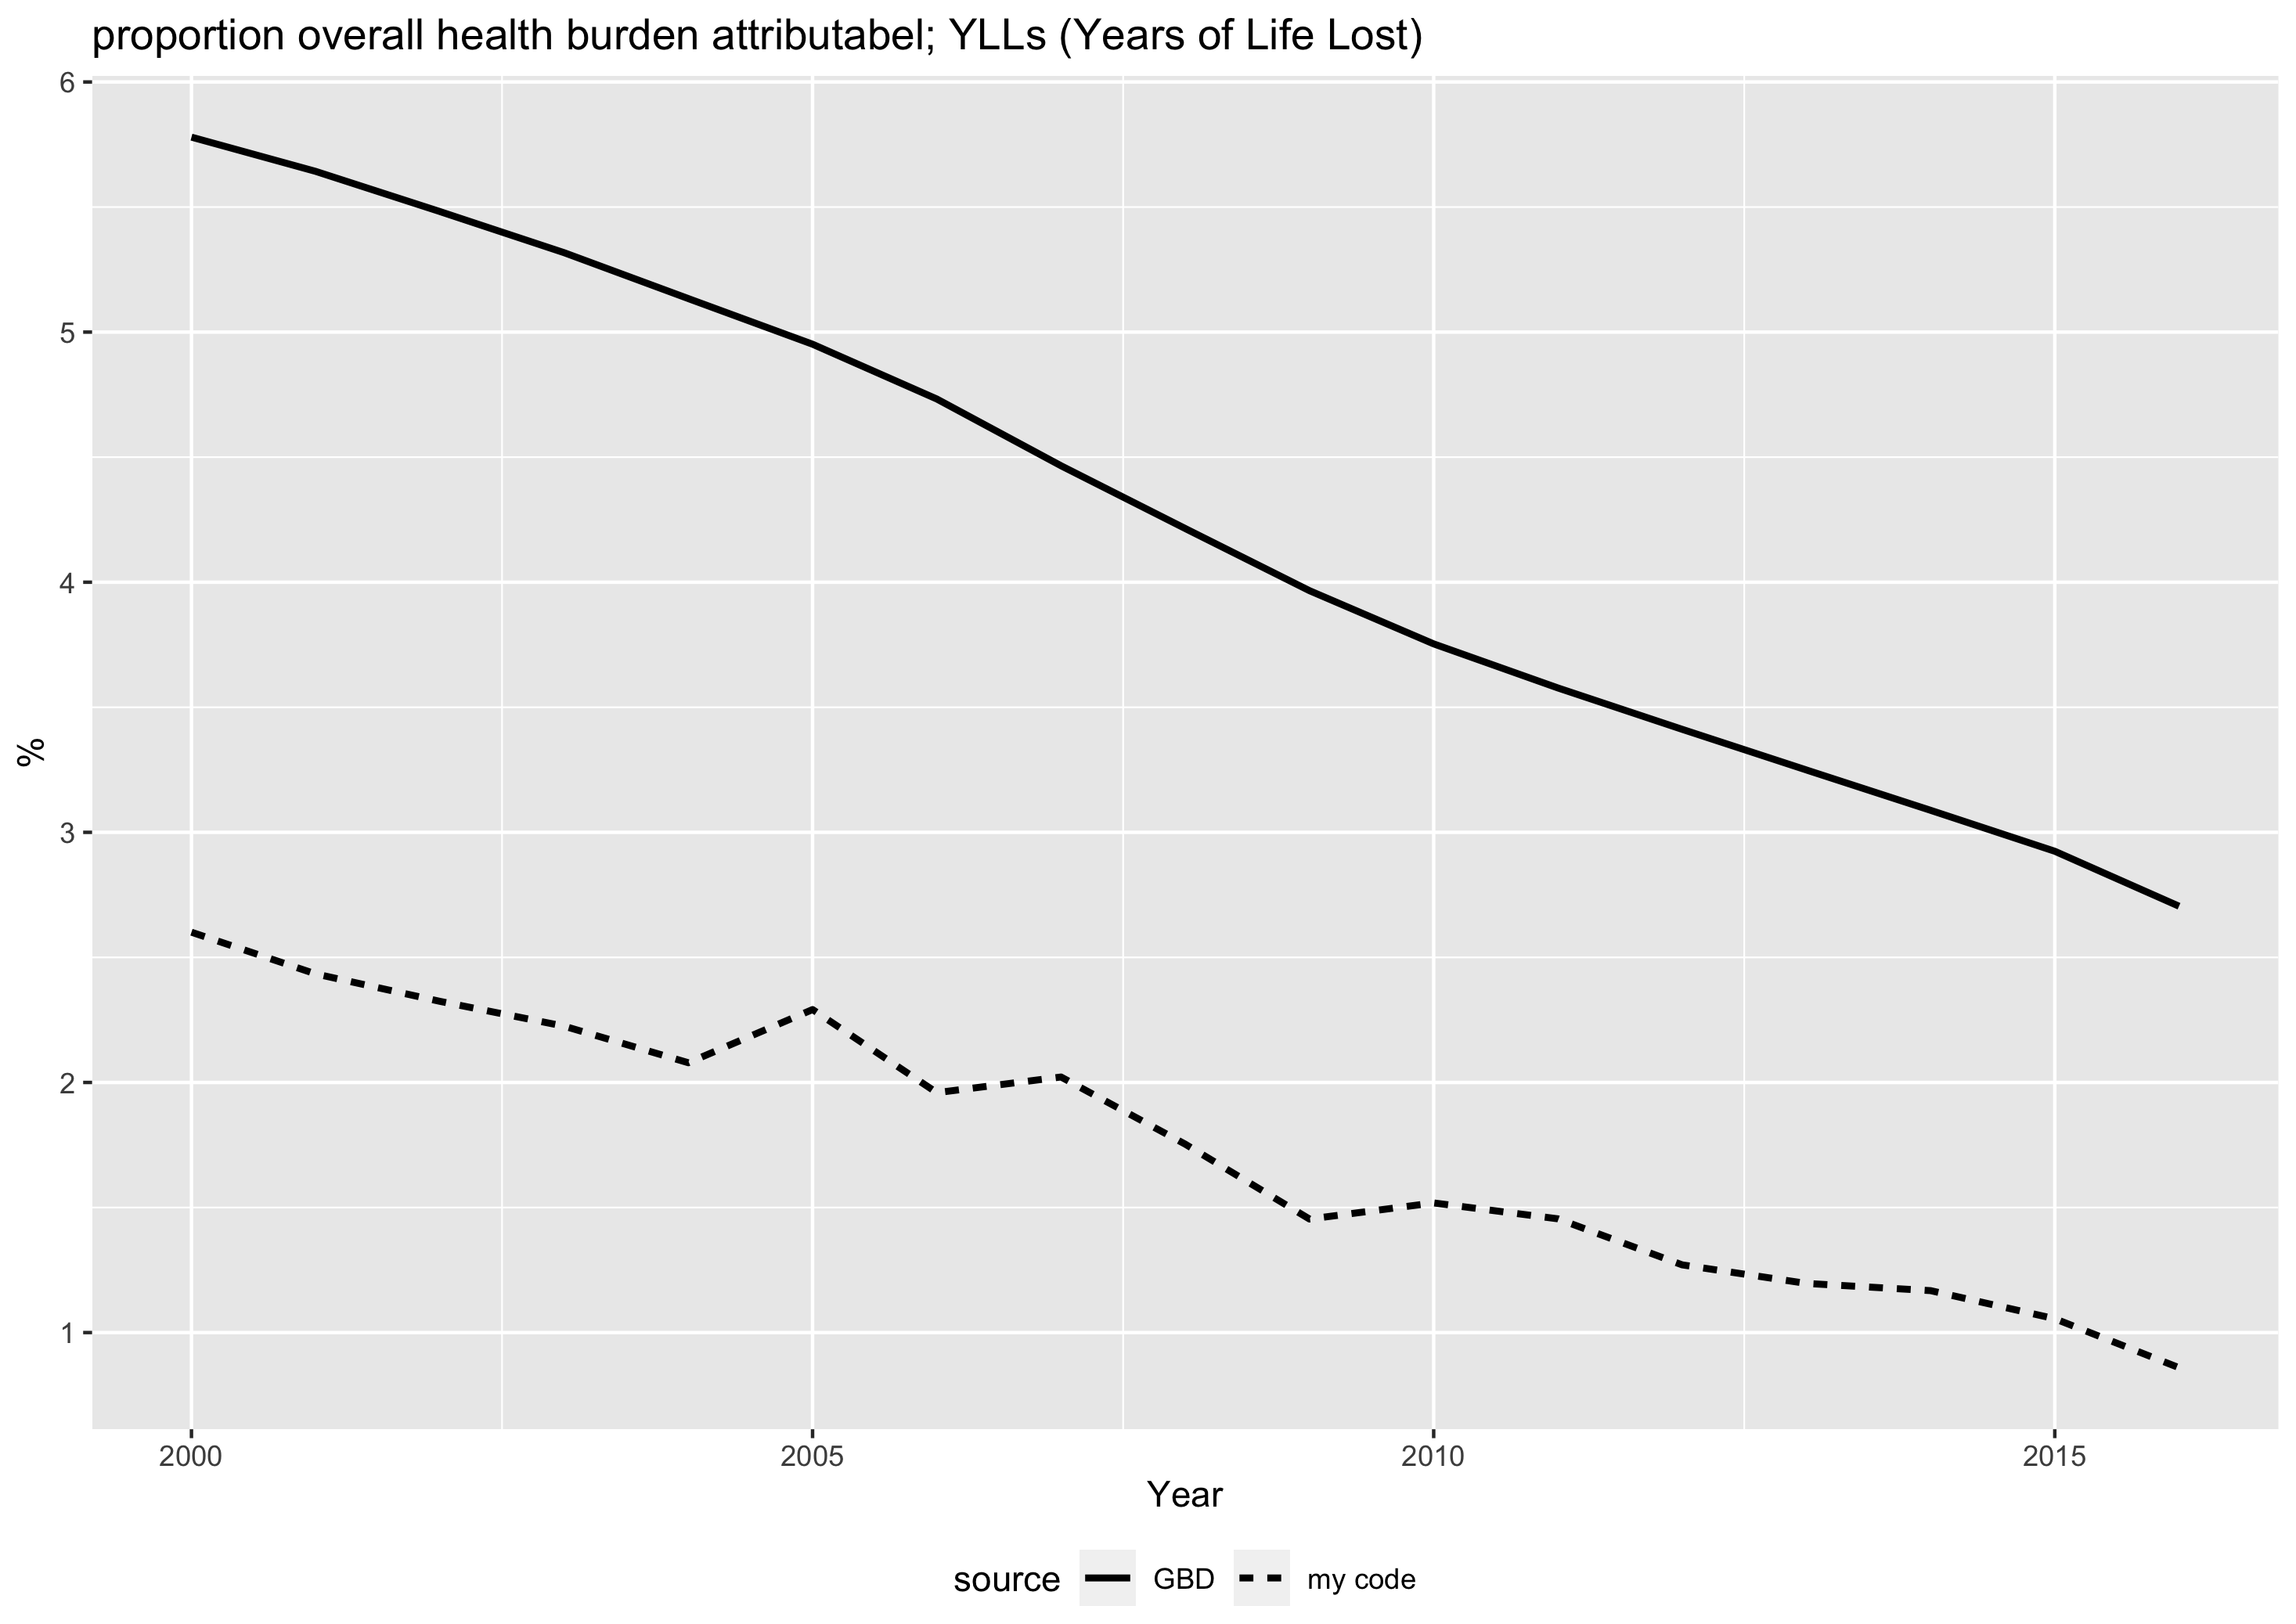 proportion overall health burden attributabel; YLLs (Years of Life Lost)
6
5
4
3
2
1
%
2000 2005 2010 2015
Year
source GBD my code